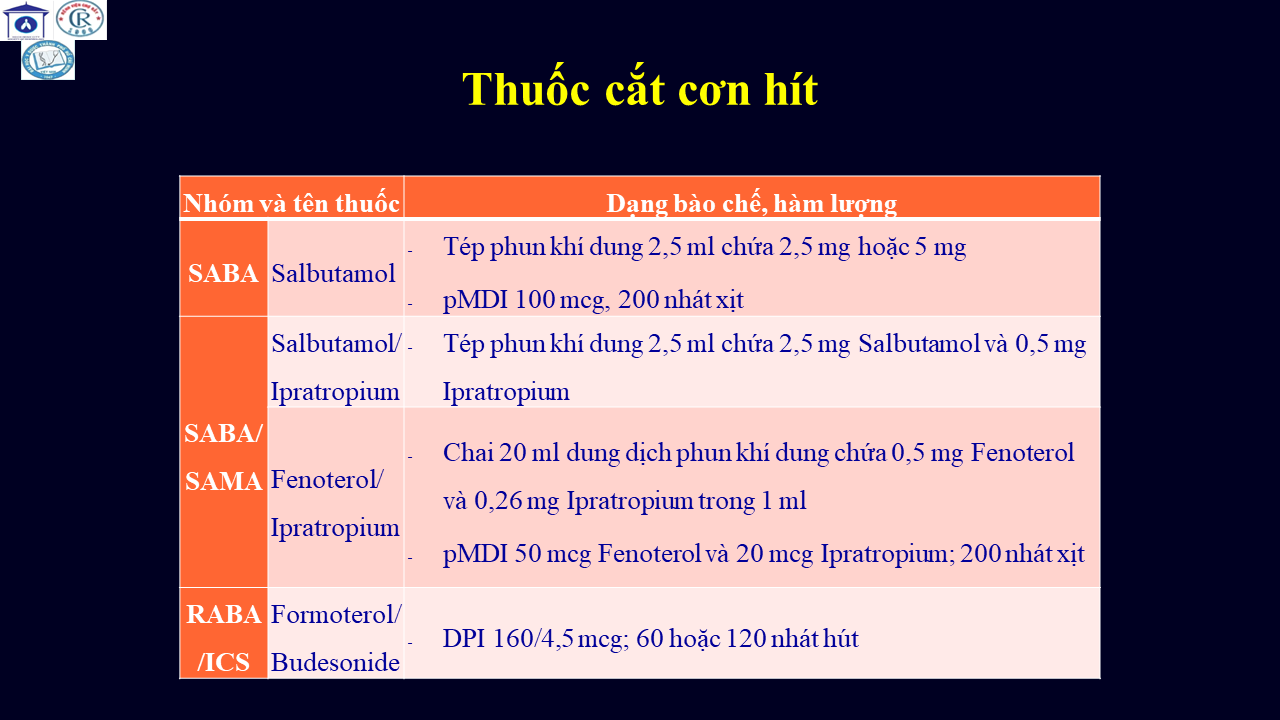 Thuốc cắt cơn hít
Nhóm và tên thuốc
Dạng bào chế, hàm lượng
SABA
Salbutamol
- Tép phun khí dung 2,5 ml chứa 2,5 mg hoặc 5 mg
- pMDI 100 mcg, 200 nhát xịt
SABA/
SAMA
Salbutamol/
Ipratropium
- Tép phun khí dung 2,5 ml chứa 2,5 mg Salbutamol và 0,5 mg
Ipratropium
Fenoterol/
Ipratropium
- Chai 20 ml dung dịch phun khí dung chứa 0,5 mg Fenoterol
và 0,26 mg Ipratropium trong 1 ml
- pMDI 50 mcg Fenoterol và 20 mcg Ipratropium; 200 nhát xịt
RABA
/ICS
Formoterol/
Budesonide
- DPI 160/4,5 mcg; 60 hoặc 120 nhát hút